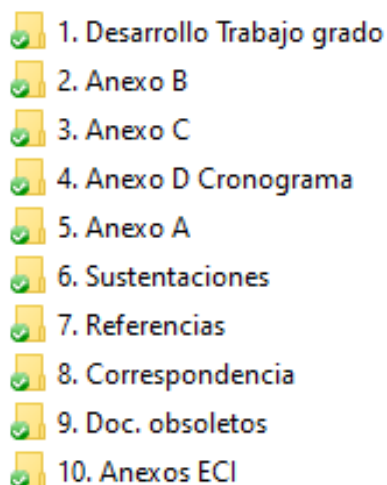 1. Desarrollo Trabajo grado
2. Anexo B
3. Anexo C
4. Anexo D Cronograma
5. Anexo A
6. Sustentaciones
7. Referencias
8. Correspondencia
9. Doc. obsoletos
10. Anexos ECI